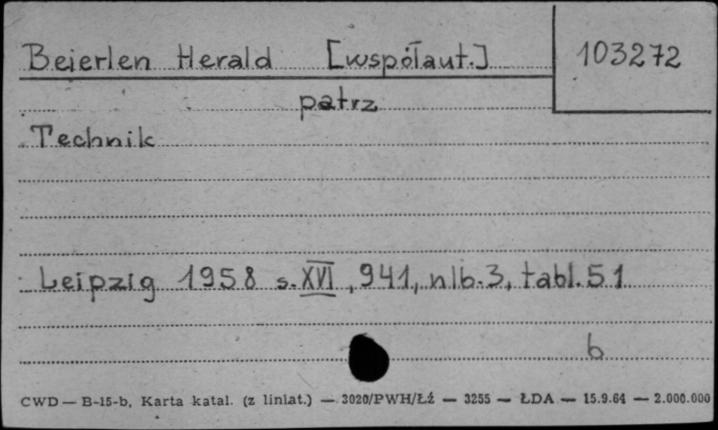 Beierlen Herald [współaut.] 103272
patrz
Technik
Leipzig 1958 s. XVI, 941, nlb. 3, tabl. 51
b
CWD — B-15-b, Karta katal. (z liniat.) — 3020/PWH/Łź — 3255 — ŁDA — 15.9.64 — 2.000.000